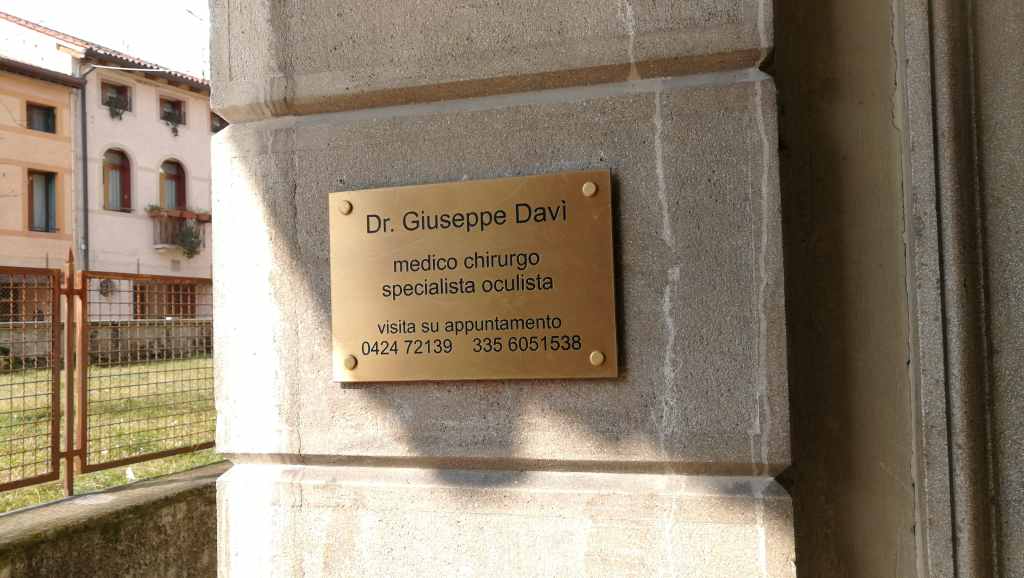 Dr. Giuseppe Davì
medico chirurgo
specialista oculista
visita su appuntamento
0424 72139 335 6051538